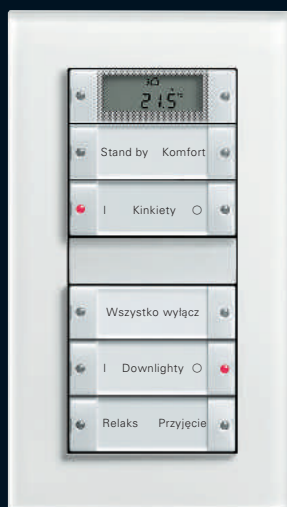 21.5°C
Stand by Komfort
I Kinkiety O
Wszystko wyłącz
I Downlighty O
Relaks Przyjęcie